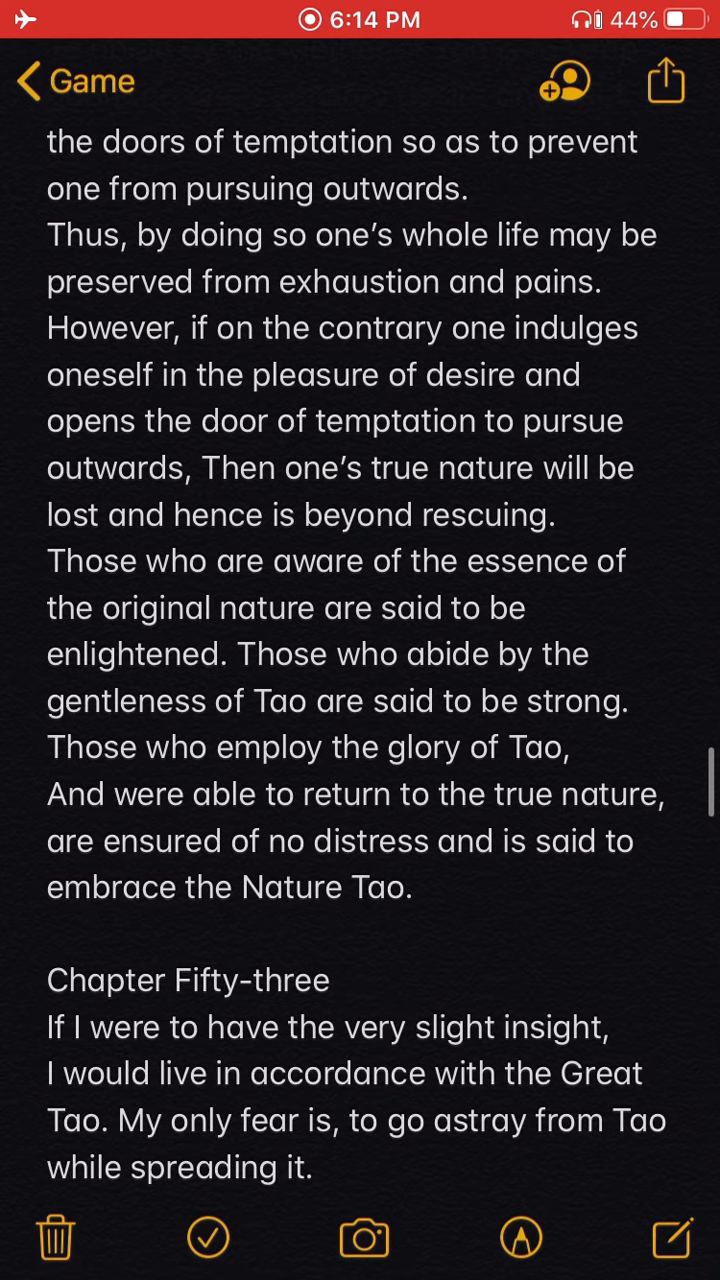 6:14 PM
44%
Game
the doors of temptation so as to prevent
one from pursuing outwards.
Thus, by doing so one’s whole life may be
preserved from exhaustion and pains.
However, if on the contrary one indulges
oneself in the pleasure of desire and
opens the door of temptation to pursue
outwards, Then one’s true nature will be
lost and hence is beyond rescuing.
Those who are aware of the essence of
the original nature are said to be
enlightened. Those who abide by the
gentleness of Tao are said to be strong.
Those who employ the glory of Tao,
And were able to return to the true nature,
are ensured of no distress and is said to
embrace the Nature Tao.
Chapter Fifty-three
If I were to have the very slight insight,
I would live in accordance with the Great
Tao. My only fear is, to go astray from Tao
while spreading it.